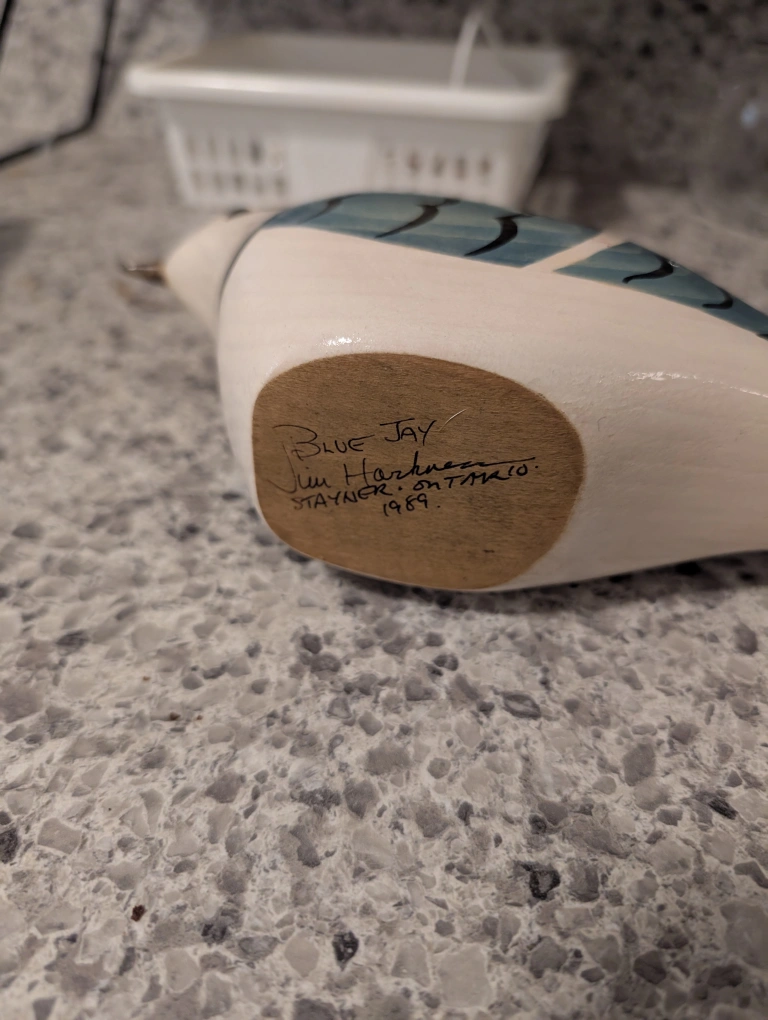 BLUE JAY
Jim Harkness
STAYNER. ONTARIO.
1989.